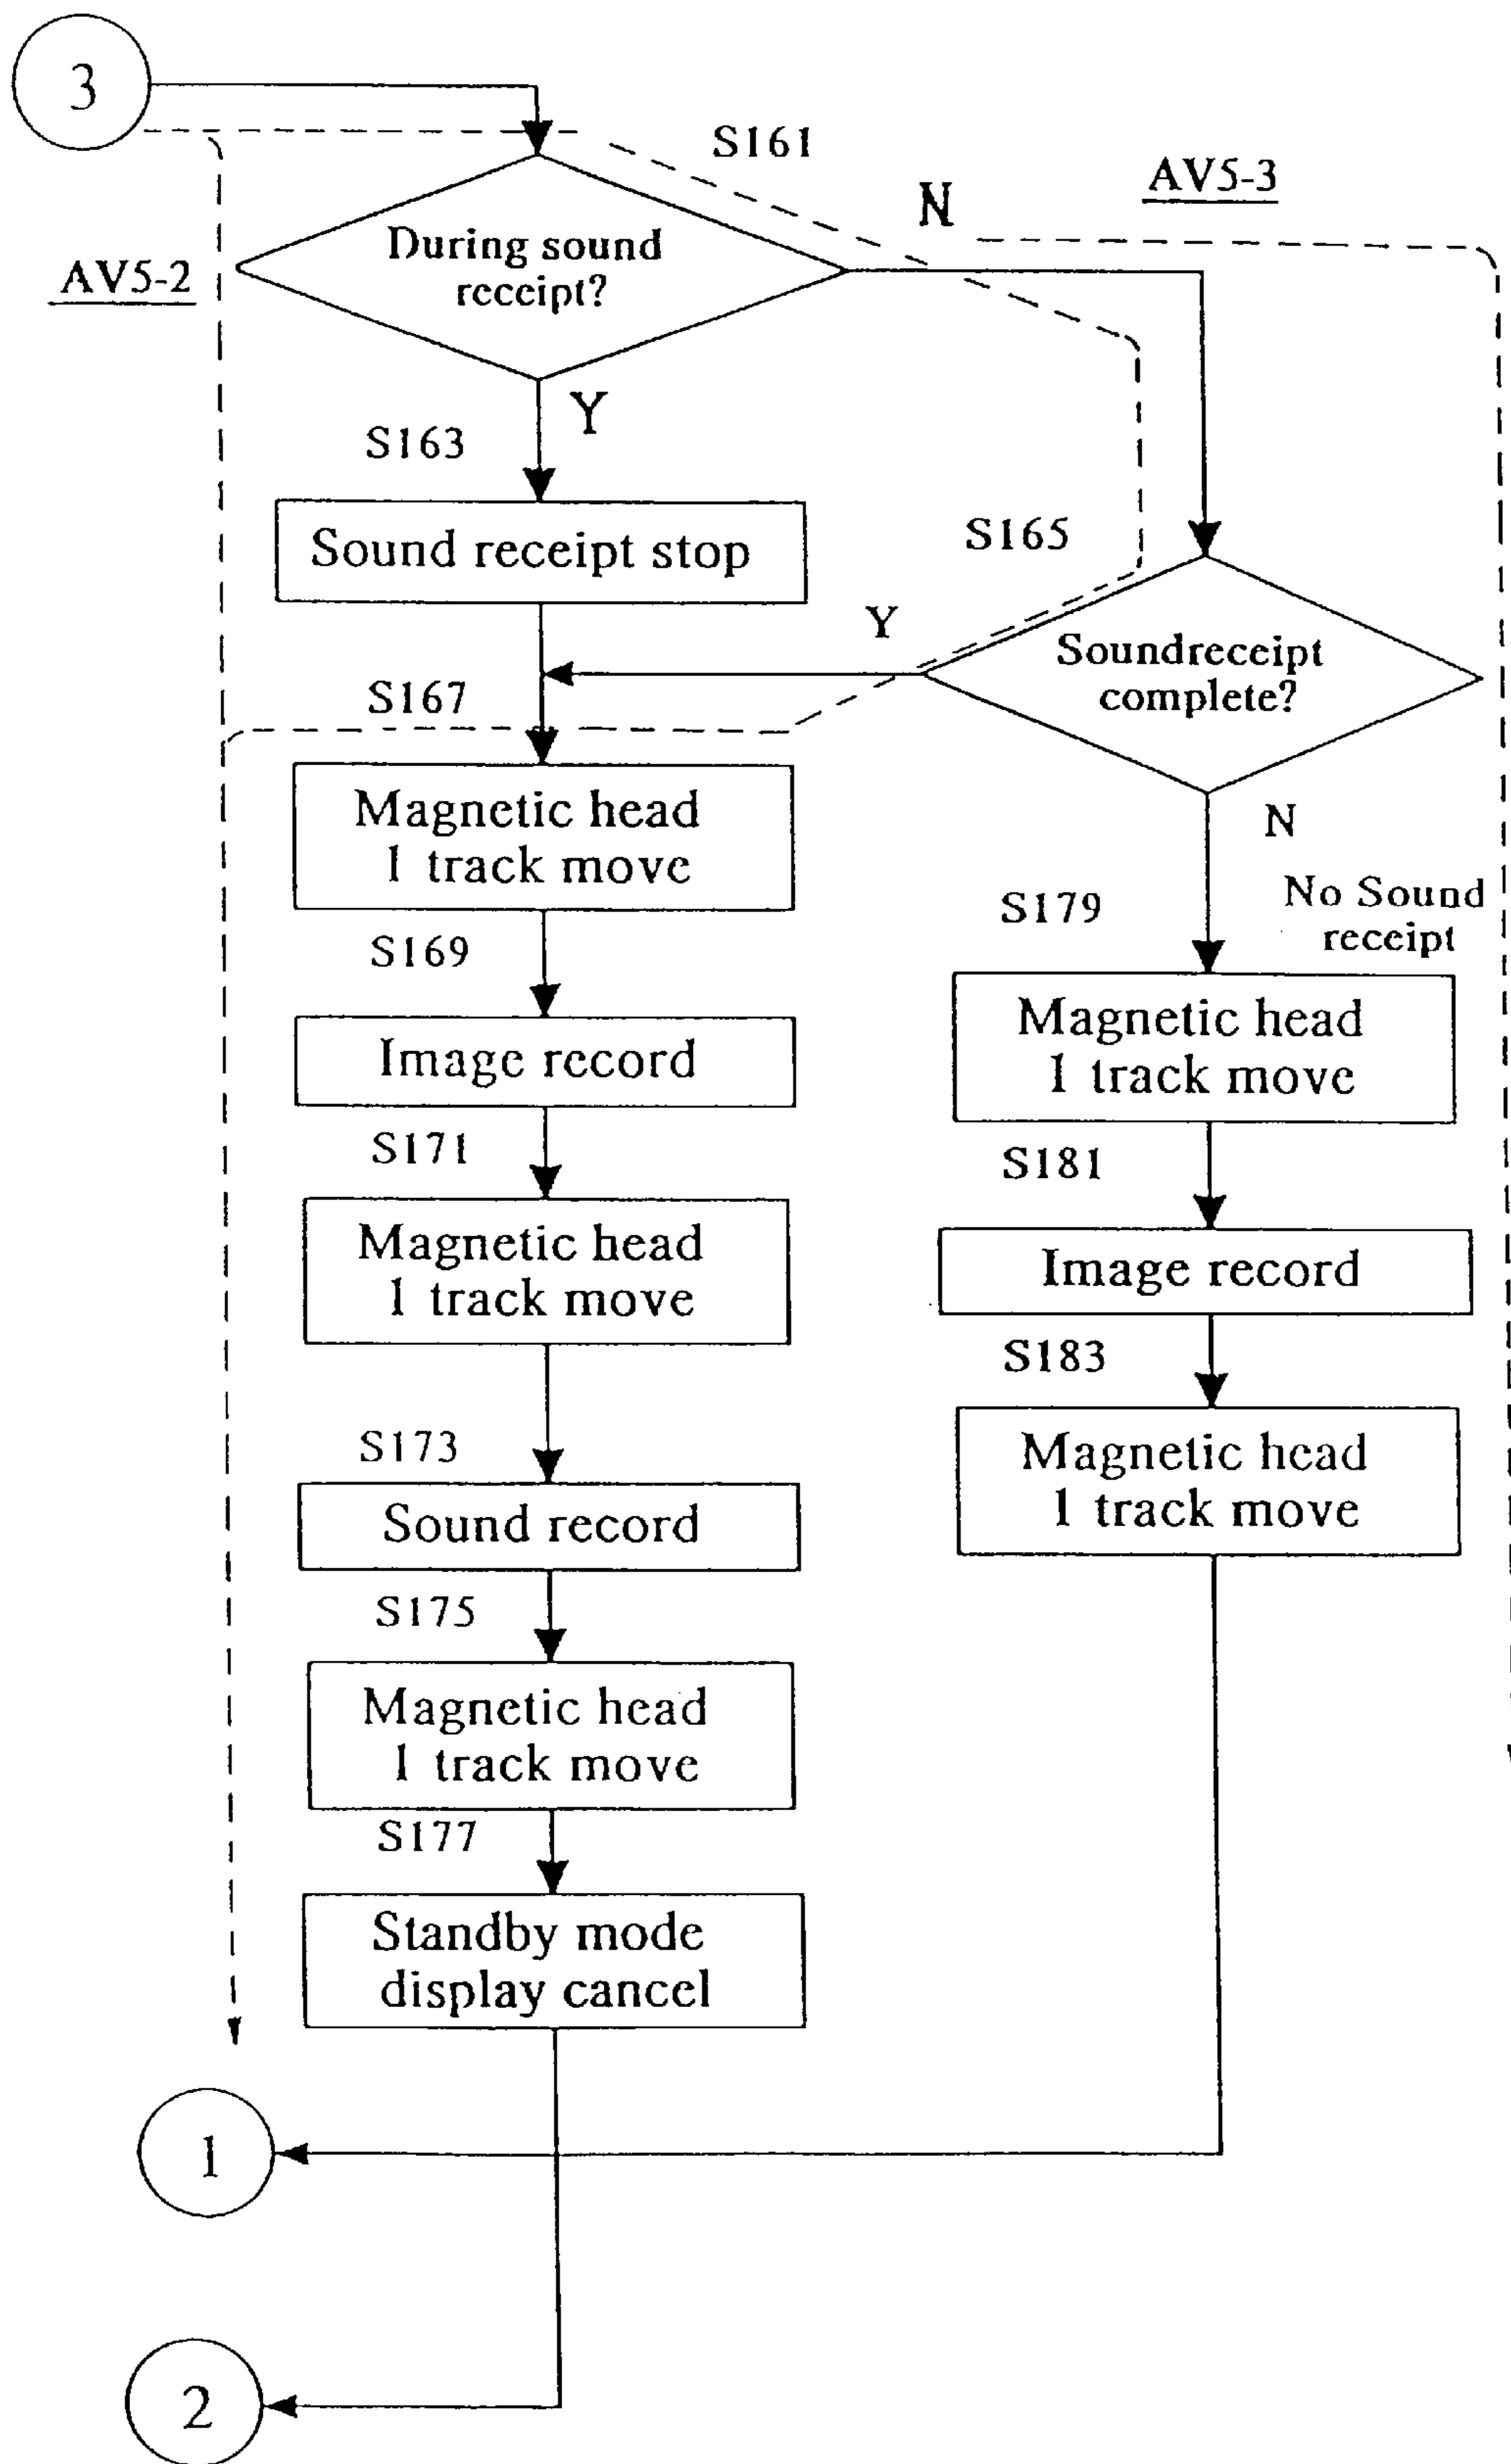 3
S161
N
AV5-3
During sound
receipt?
AV5-2
Y
S163
Sound receipt stop
S165
Y
Soundreceipt
complete?
S167
Magnetic head
1 track move
N
S179
No Sound
receipt
S169
Magnetic head
1 track move
Image record
S171
S181
Magnetic head
1 track move
Image record
S183
S173
Magnetic head
1 track move
Sound record
S175
Magnetic head
1 track move
S177
Standby mode
display cancel
1
2